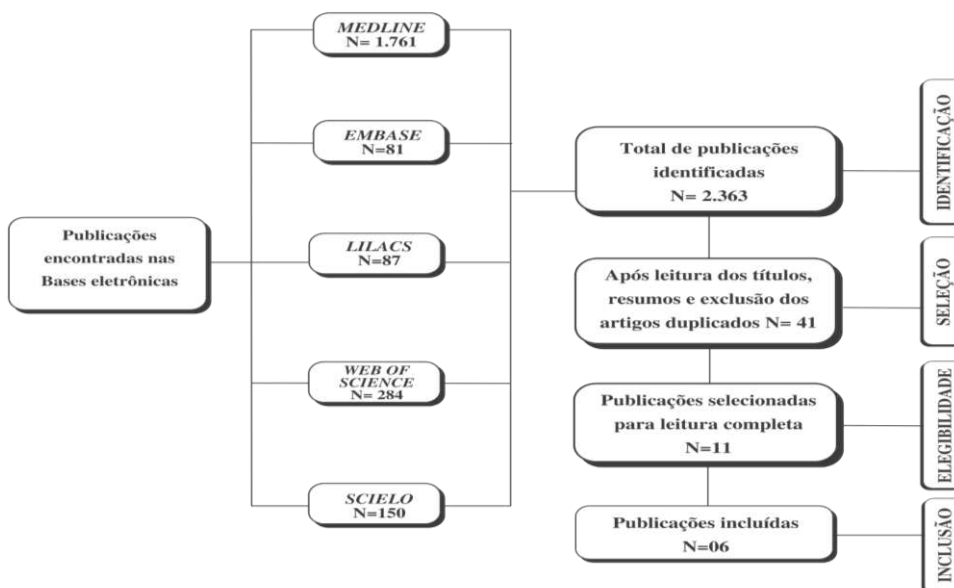 Publicações
encontradas nas
Bases eletrônicas
MEDLINE
N= 1.761
EMBASE
N=81
LILACS
N=87
WEB OF
SCIENCE
N= 284
SCIELO
N=150
Total de publicações
identificadas
N= 2.363
Após leitura dos títulos,
resumos e exclusão dos
artigos duplicados N= 41
Publicações selecionadas
para leitura completa
N=11
Publicações incluídas
N=06
IDENTIFICAÇÃO
SELEÇÃO
ELEGIBILIDADE
INCLUSÃO